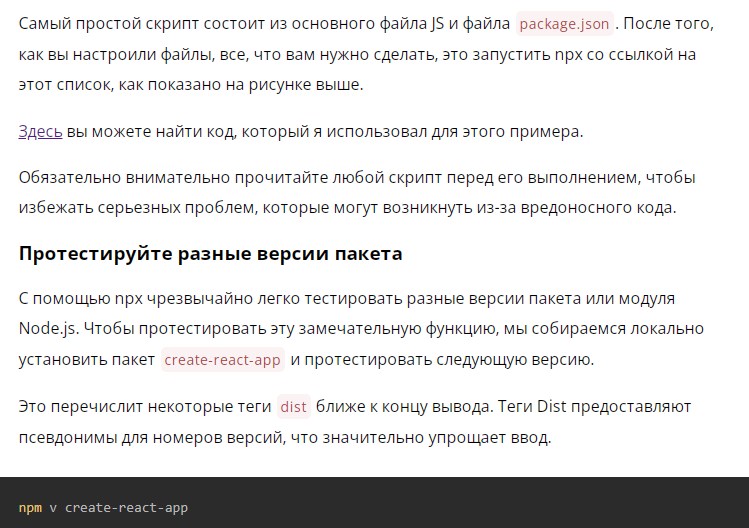 Самый простой скрипт состоит из основного файла JS и файла package.json. После того,
как вы настроили файлы, все, что вам нужно сделать, это запустить npx со ссылкой на
этот список, как показано на рисунке выше.
Здесь вы можете найти код, который я использовал для этого примера.
Обязательно внимательно прочитайте любой скрипт перед его выполнением, чтобы
избежать серьезных проблем, которые могут возникнуть из-за вредоносного кода.
Протестируйте разные версии пакета
С помощью npx чрезвычайно легко тестировать разные версии пакета или модуля
Node.js. Чтобы протестировать эту замечательную функцию, мы собираемся локально
установить пакет create-react-app и протестировать следующую версию.
Это перечислит некоторые теги dist ближе к концу вывода. Теги Dist предоставляют
псевдонимы для номеров версий, что значительно упрощает ввод.
npm v create-react-app